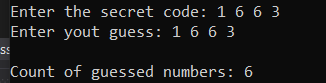 Enter the secret code: 1 6 6 3
Enter yout guess: 1 6 6 3
ss
Count of guessed numbers: 6